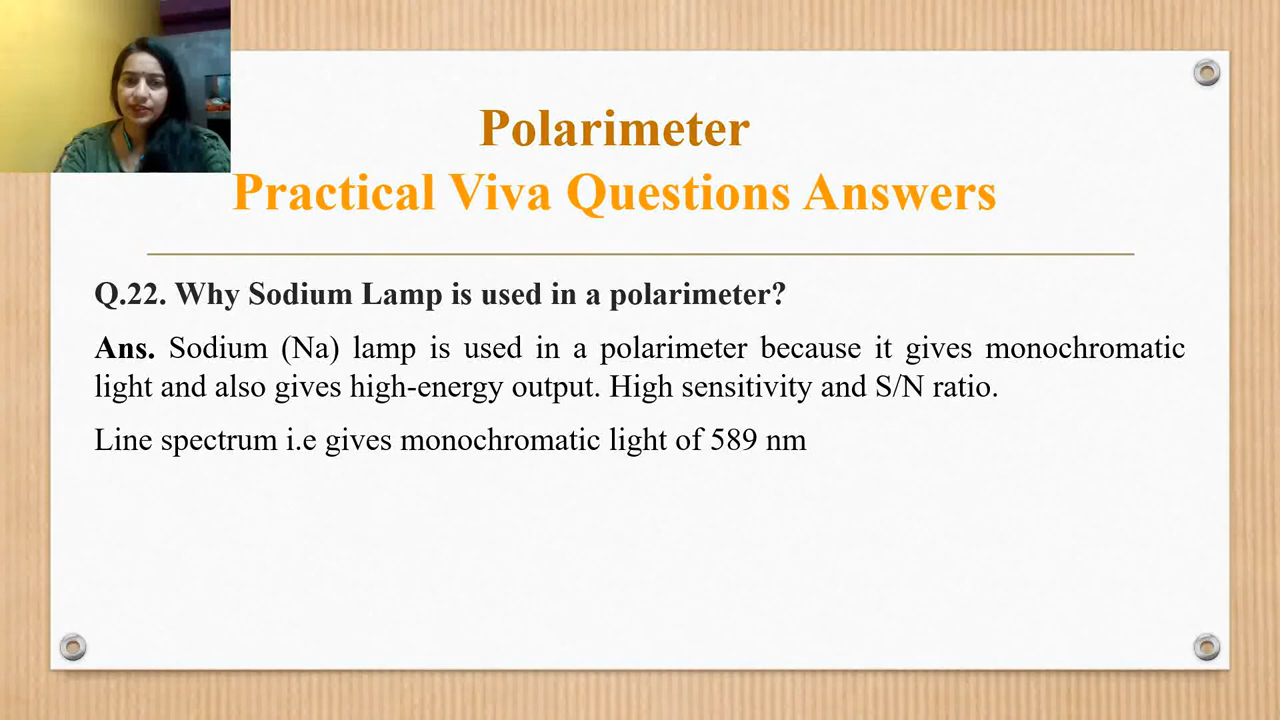 Polarimeter
Practical Viva Questions Answers
Q.22. Why Sodium Lamp is used in a polarimeter?
Ans. Sodium (Na) lamp is used in a polarimeter because it gives monochromatic
light and also gives high-energy output. High sensitivity and S/N ratio.
Line spectrum i.e gives monochromatic light of 589 nm